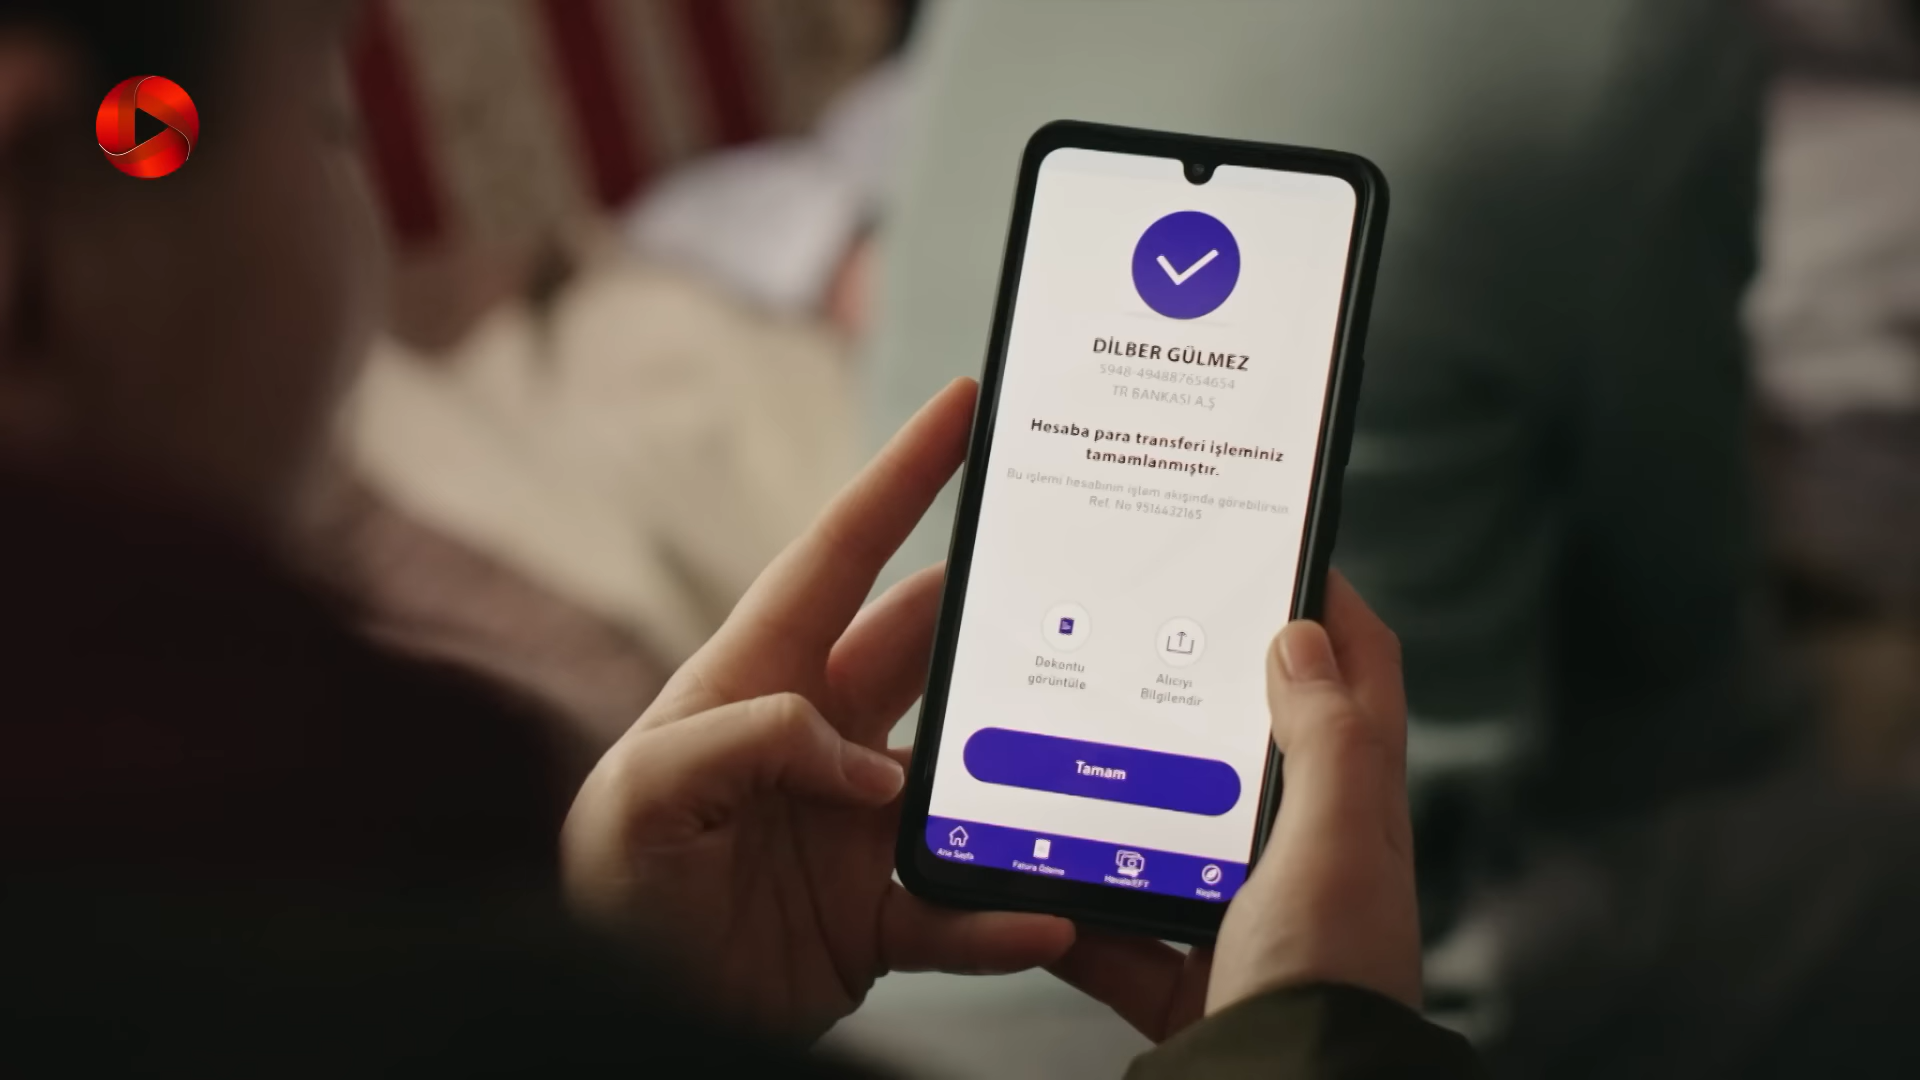 DİLBER GÜLMEZ
5948-494887654654
TR BANKASI A.Ş
Hesaba para transferi işleminiz
tamamlanmıştır.
Bu işlemi hesabının işlem akışında görebilirsin.
Ref. No 9516432165
Dekontu
görüntüle
Alıcıyı
Bilgilendir
Tamam
Ana Sayfa
Fatura Ödeme
Havale/EFT
Keşfet